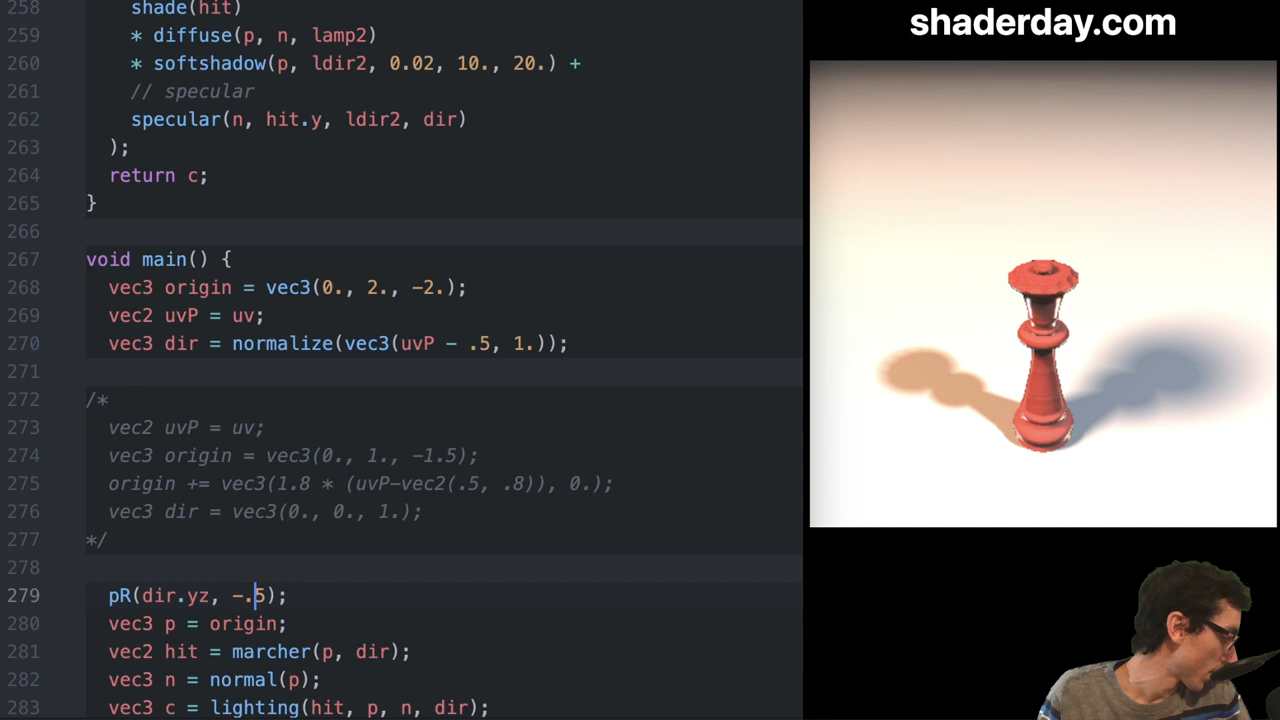 258 shade(hit)
259 * diffuse(p, n, lamp2)
260 * softshadow(p, ldir2, 0.02, 10., 20.) +
261 // specular
262 specular(n, hit.y, ldir2, dir)
263 );
264 return c;
265 }
266
267 void main() {
268 vec3 origin = vec3(0., 2., -2.);
269 vec2 uvP = uv;
270 vec3 dir = normalize(vec3(uvP - .5, 1.));
271
272 /*
273 vec2 uvP = uv;
274 vec3 origin = vec3(0., 1., -1.5);
275 origin += vec3(1.8 * (uvP-vec2(.5, .8)), 0.);
276 vec3 dir = vec3(0., 0., 1.);
277 */
278
279 pR(dir.yz, -.5);
280 vec3 p = origin;
281 vec2 hit = marcher(p, dir);
282 vec3 n = normal(p);
283 vec3 c = lighting(hit, p, n, dir);
shaderday.com